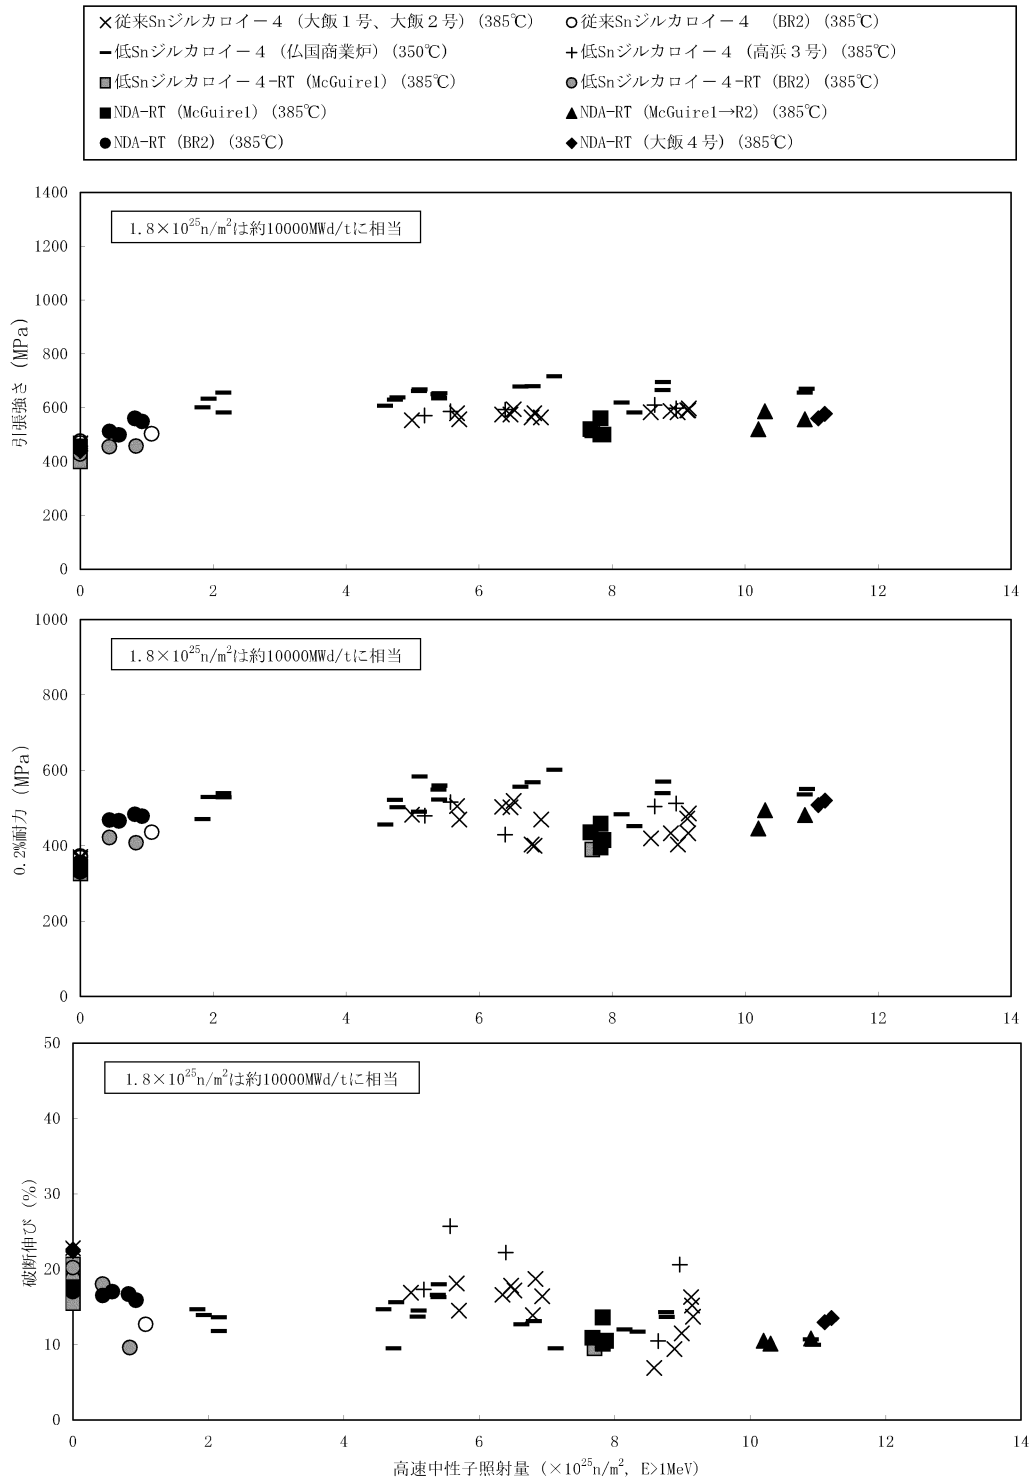 ×従来Snジルカロイ－４（大飯１号、大飯２号）(385℃)
○従来Snジルカロイ－４　（BR2）(385℃)
低Snジルカロイ－４（仏国商業炉）(350℃)
＋低Snジルカロイ－４（高浜３号）(385℃)
低Snジルカロイ－４-RT（McGuire1）(385℃)
低Snジルカロイ－４-RT（BR2）(385℃)
■NDA-RT（McGuire1）(385℃)
▲NDA-RT（McGuire1→R2）(385℃)
●NDA-RT（BR2）(385℃)
◆NDA-RT（大飯４号）(385℃)
1400
1200
1000
800
600
400
200
0
引張強さ（MPa）
1.8×10²⁵n/m²は約10000MWd/tに相当
0 2 4 6 8 10 12 14
1000
800
600
400
200
0
0.2%耐力（MPa）
1.8×10²⁵n/m²は約10000MWd/tに相当
0 2 4 6 8 10 12 14
50
40
30
20
10
0
破断伸び（%）
1.8×10²⁵n/m²は約10000MWd/tに相当
0 2 4 6 8 10 12 14
高速中性子照射量（×10²⁵n/m², E>1MeV）